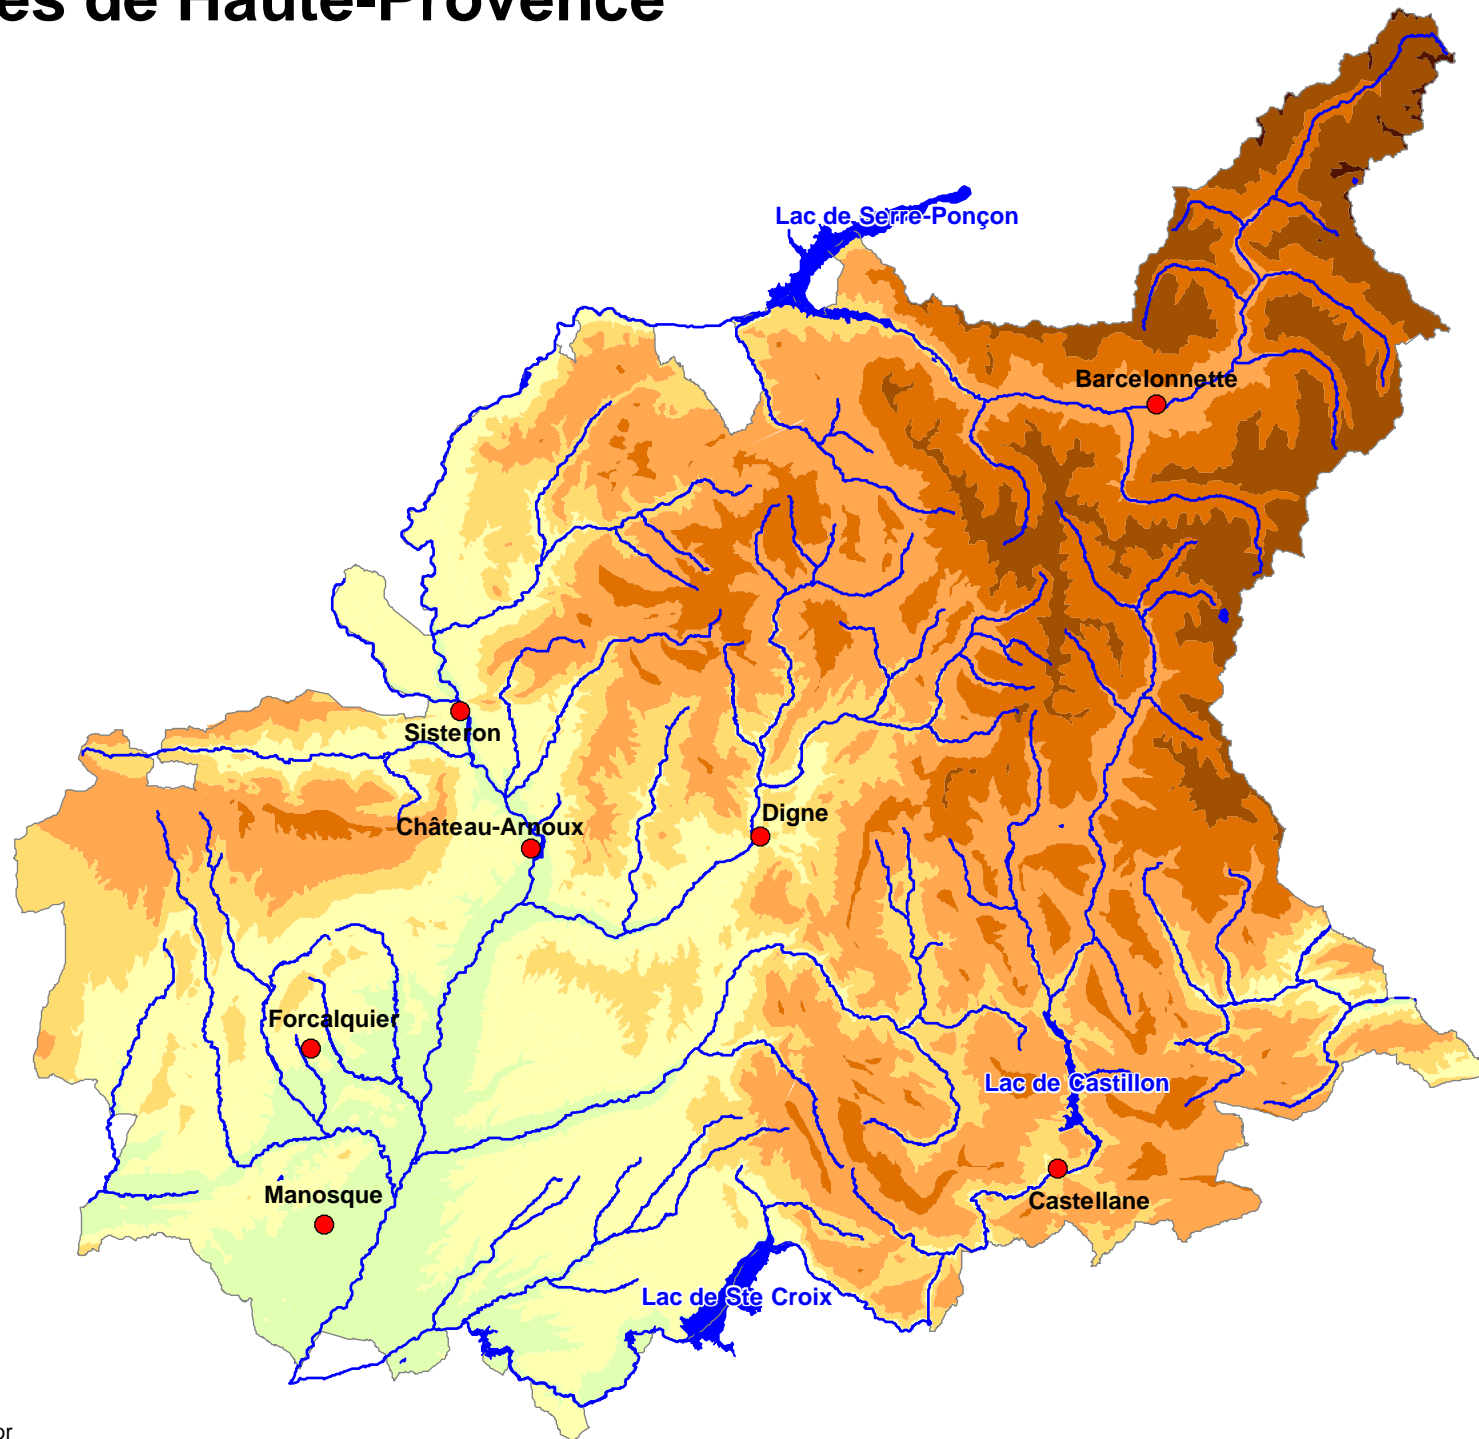 es de Haute-Provence
Lac de Serre-Ponçon
Barcelonnette
Sisteron
Digne
Château-Arnoux
Forcalquier
Lac de Castillon
Manosque
Castellane
Lac de Ste Croix
or